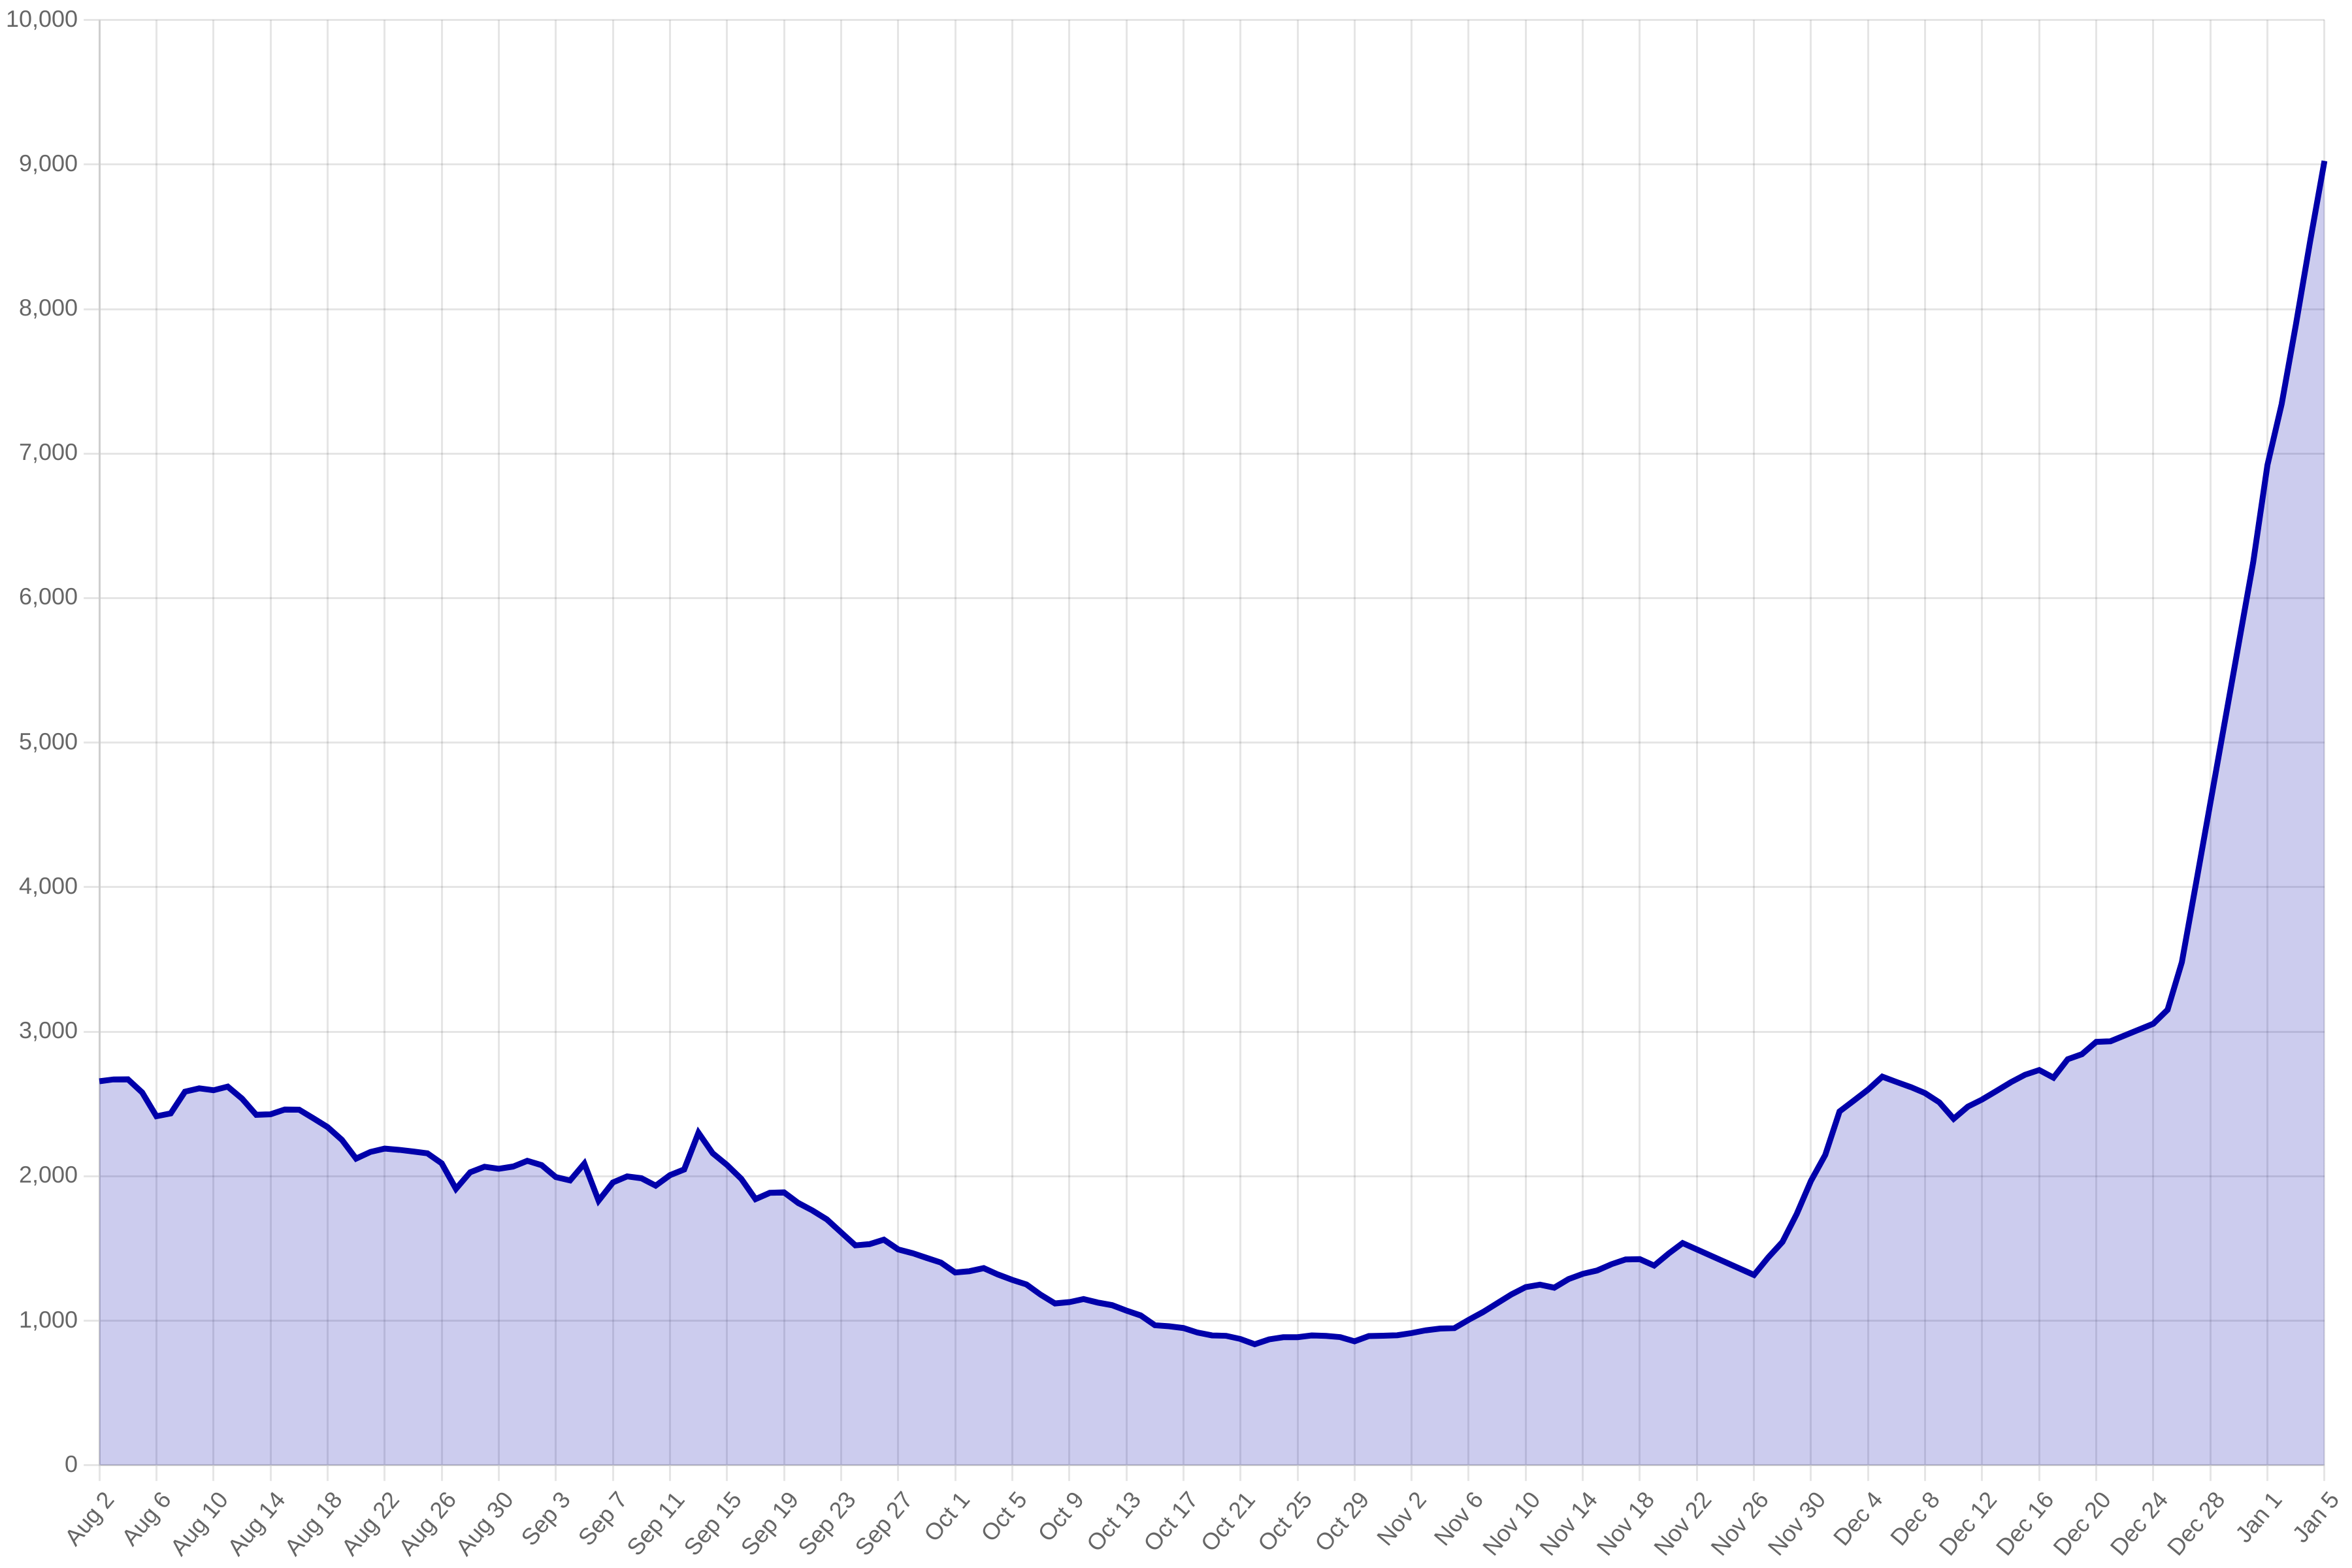 10,000
9,000
8,000
7,000
6,000
5,000
4,000
3,000
2,000
1,000
0
Aug 2
Aug 6
Aug 10
Aug 14
Aug 18
Aug 22
Aug 26
Aug 30
Sep 3
Sep 7
Sep 11
Sep 15
Sep 19
Sep 23
Sep 27
Oct 1
Oct 5
Oct 9
Oct 13
Oct 17
Oct 21
Oct 25
Oct 29
Nov 2
Nov 6
Nov 10
Nov 14
Nov 18
Nov 22
Nov 26
Nov 30
Dec 4
Dec 8
Dec 12
Dec 16
Dec 20
Dec 24
Dec 28
Jan 1
Jan 5